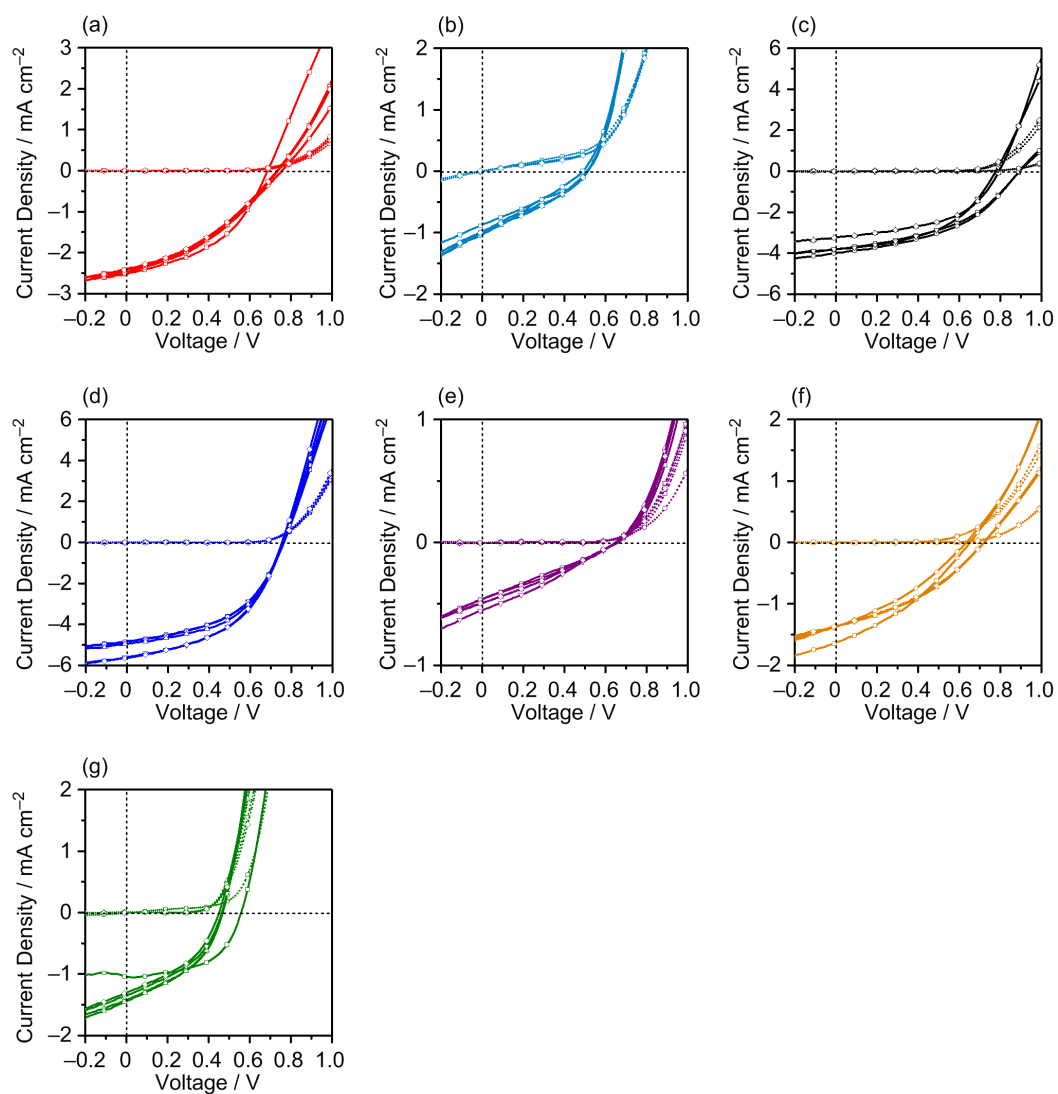 (a) (b) (c)
3 2 6
2 1 4
1 0 2
0 –1 0
–1 –2 –2
–2 –4
–3 –6
Current Density / mA cm–2 Current Density / mA cm–2 Current Density / mA cm–2
–0.2 0 0.2 0.4 0.6 0.8 1.0 –0.2 0 0.2 0.4 0.6 0.8 1.0 –0.2 0 0.2 0.4 0.6 0.8 1.0
Voltage / V Voltage / V Voltage / V
(d) (e) (f)
6 1 2
4 0 1
2 –1 0
0 –1
–2 –2
–4
–6
Current Density / mA cm–2 Current Density / mA cm–2 Current Density / mA cm–2
–0.2 0 0.2 0.4 0.6 0.8 1.0 –0.2 0 0.2 0.4 0.6 0.8 1.0 –0.2 0 0.2 0.4 0.6 0.8 1.0
Voltage / V Voltage / V Voltage / V
(g)
2
1
0
–1
–2
Current Density / mA cm–2
–0.2 0 0.2 0.4 0.6 0.8 1.0
Voltage / V